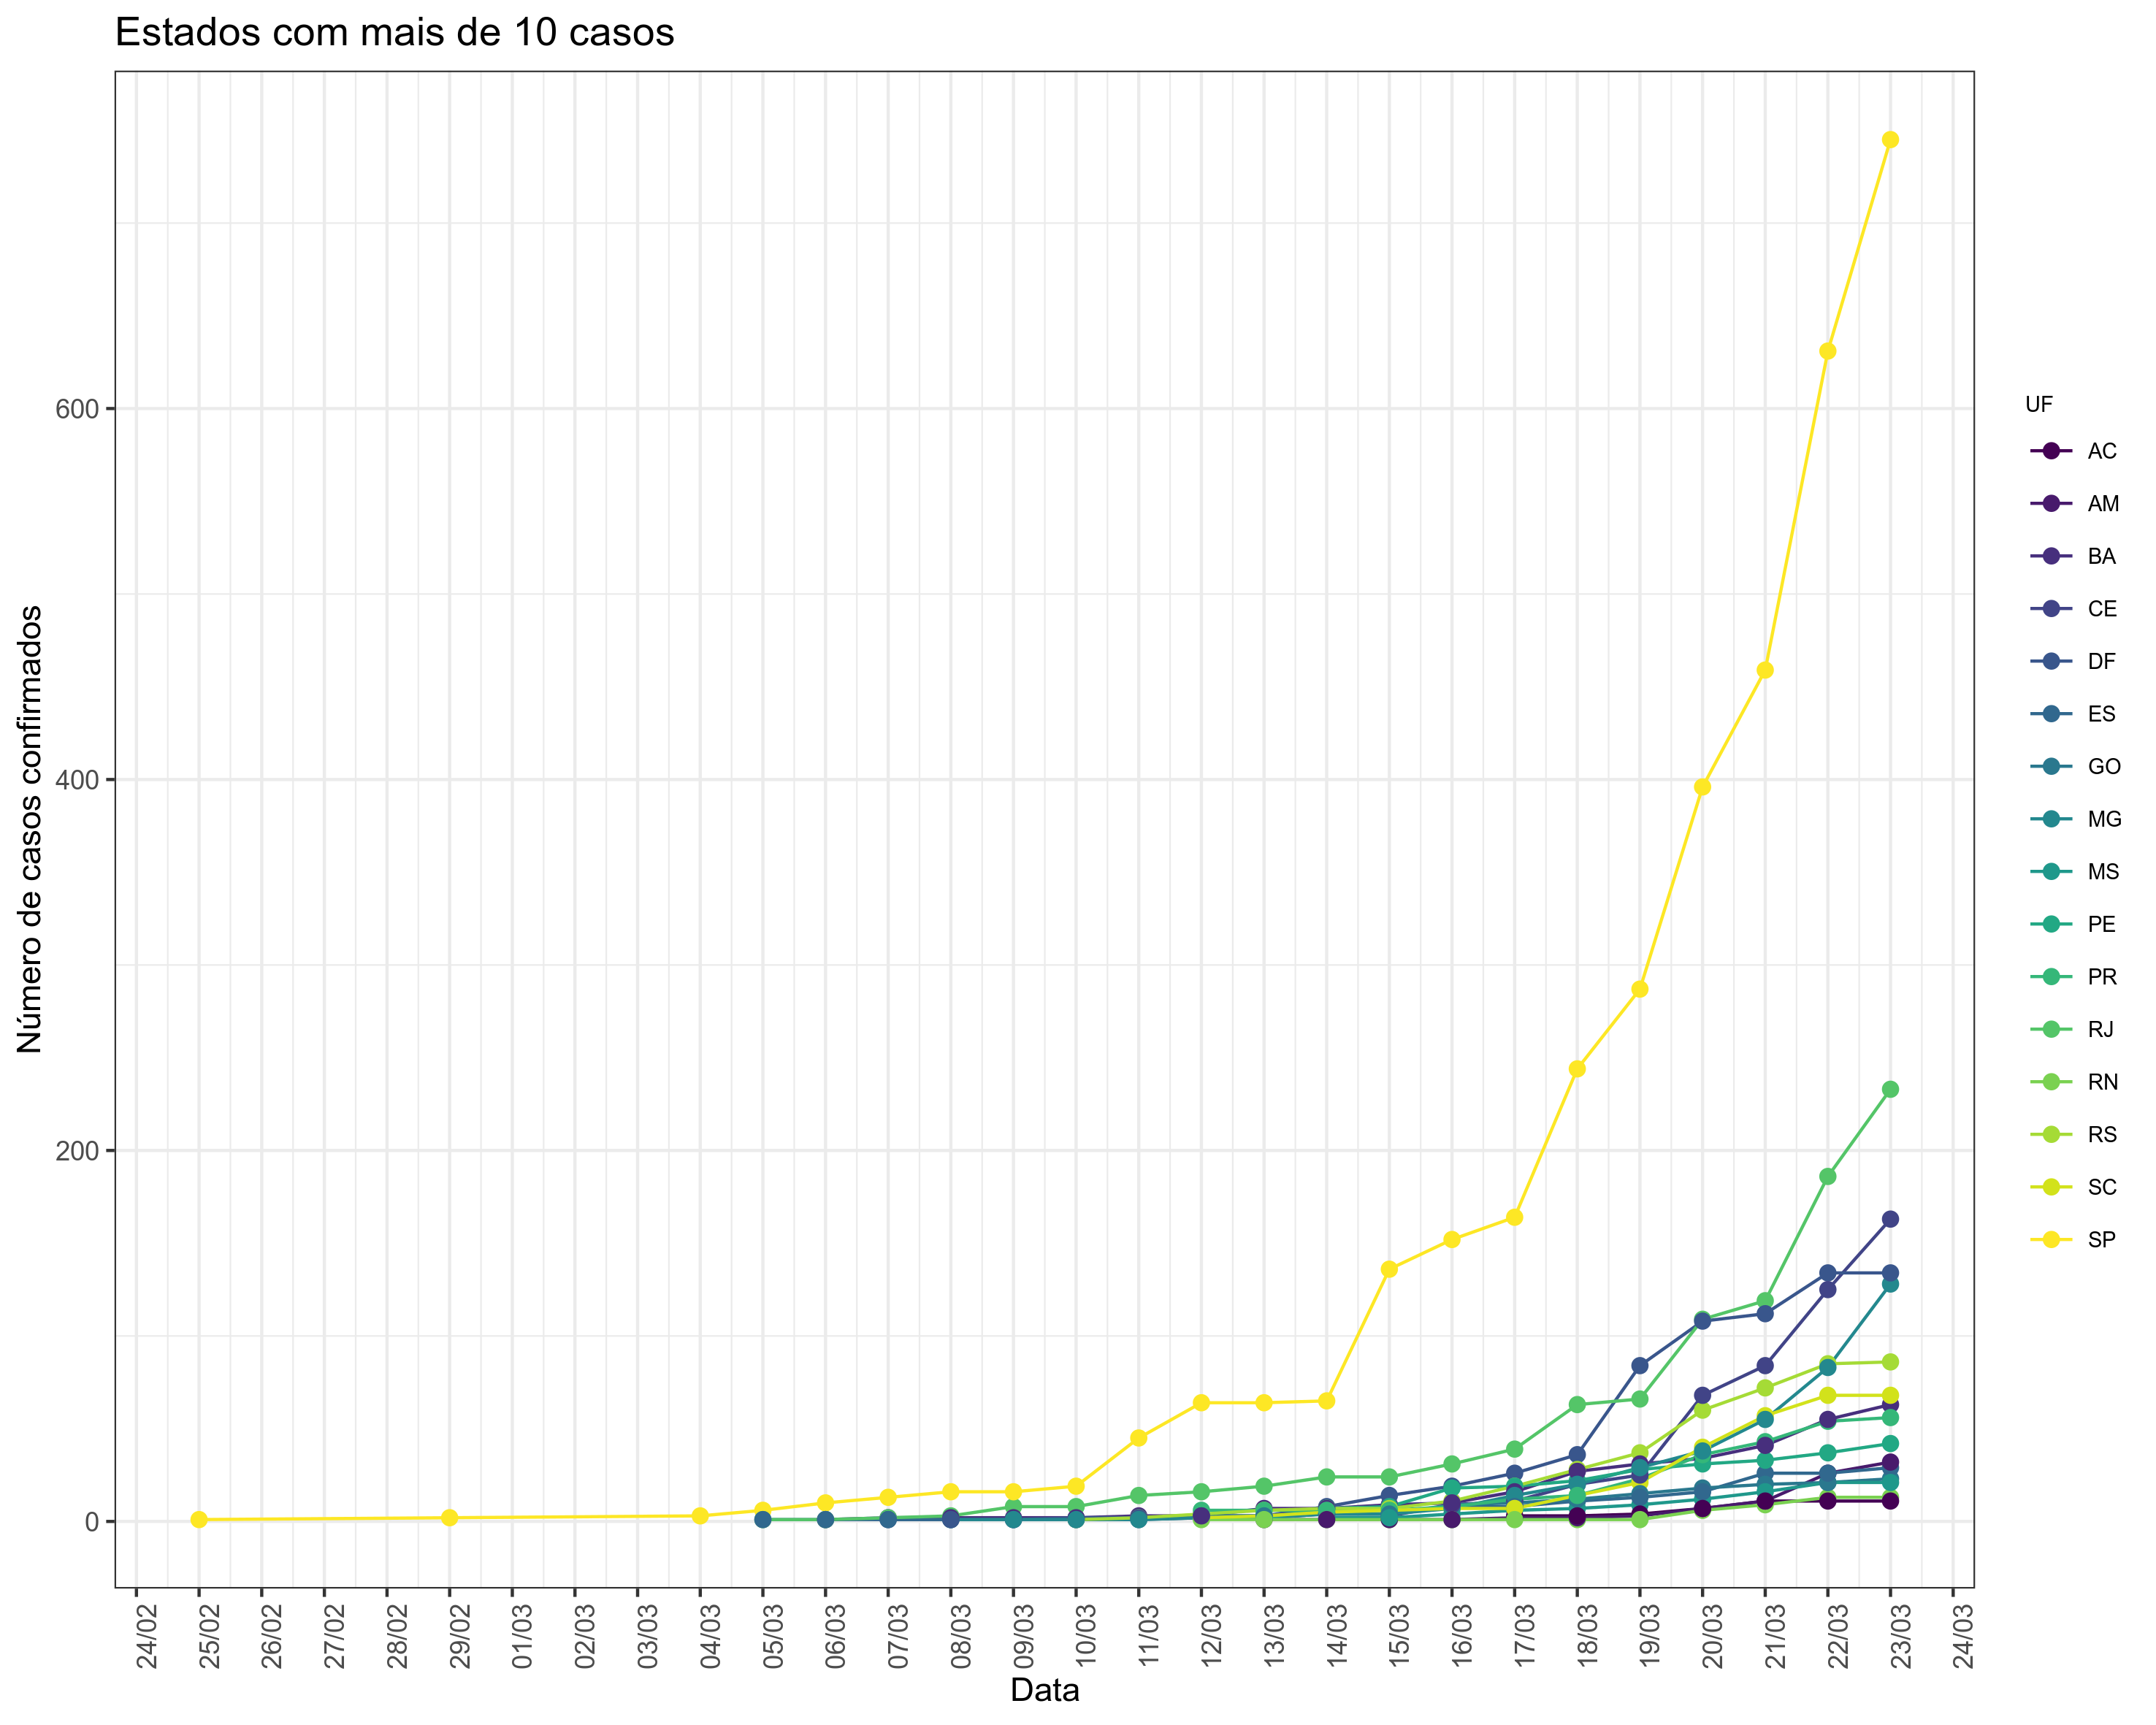 Estados com mais de 10 casos
Número de casos confirmados
600
400
200
0
24/02
25/02
26/02
27/02
28/02
29/02
01/03
02/03
03/03
04/03
05/03
06/03
07/03
08/03
09/03
10/03
11/03
12/03
13/03
14/03
15/03
16/03
17/03
18/03
19/03
20/03
21/03
22/03
23/03
24/03
Data
UF
AC
AM
BA
CE
DF
ES
GO
MG
MS
PE
PR
RJ
RN
RS
SC
SP